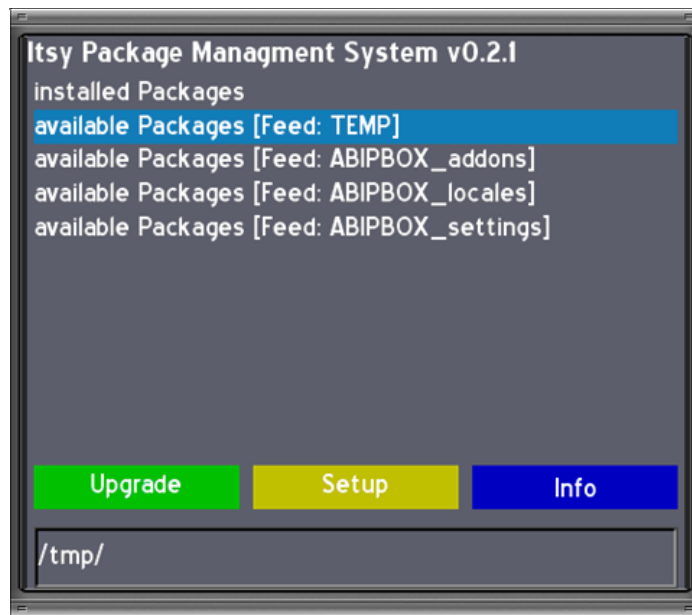 Itsy Package Managment System v0.2.1
installed Packages
available Packages [Feed: TEMP]
available Packages [Feed: ABIPBOX_addons]
available Packages [Feed: ABIPBOX_locales]
available Packages [Feed: ABIPBOX_settings]
Upgrade Setup Info
/tmp/